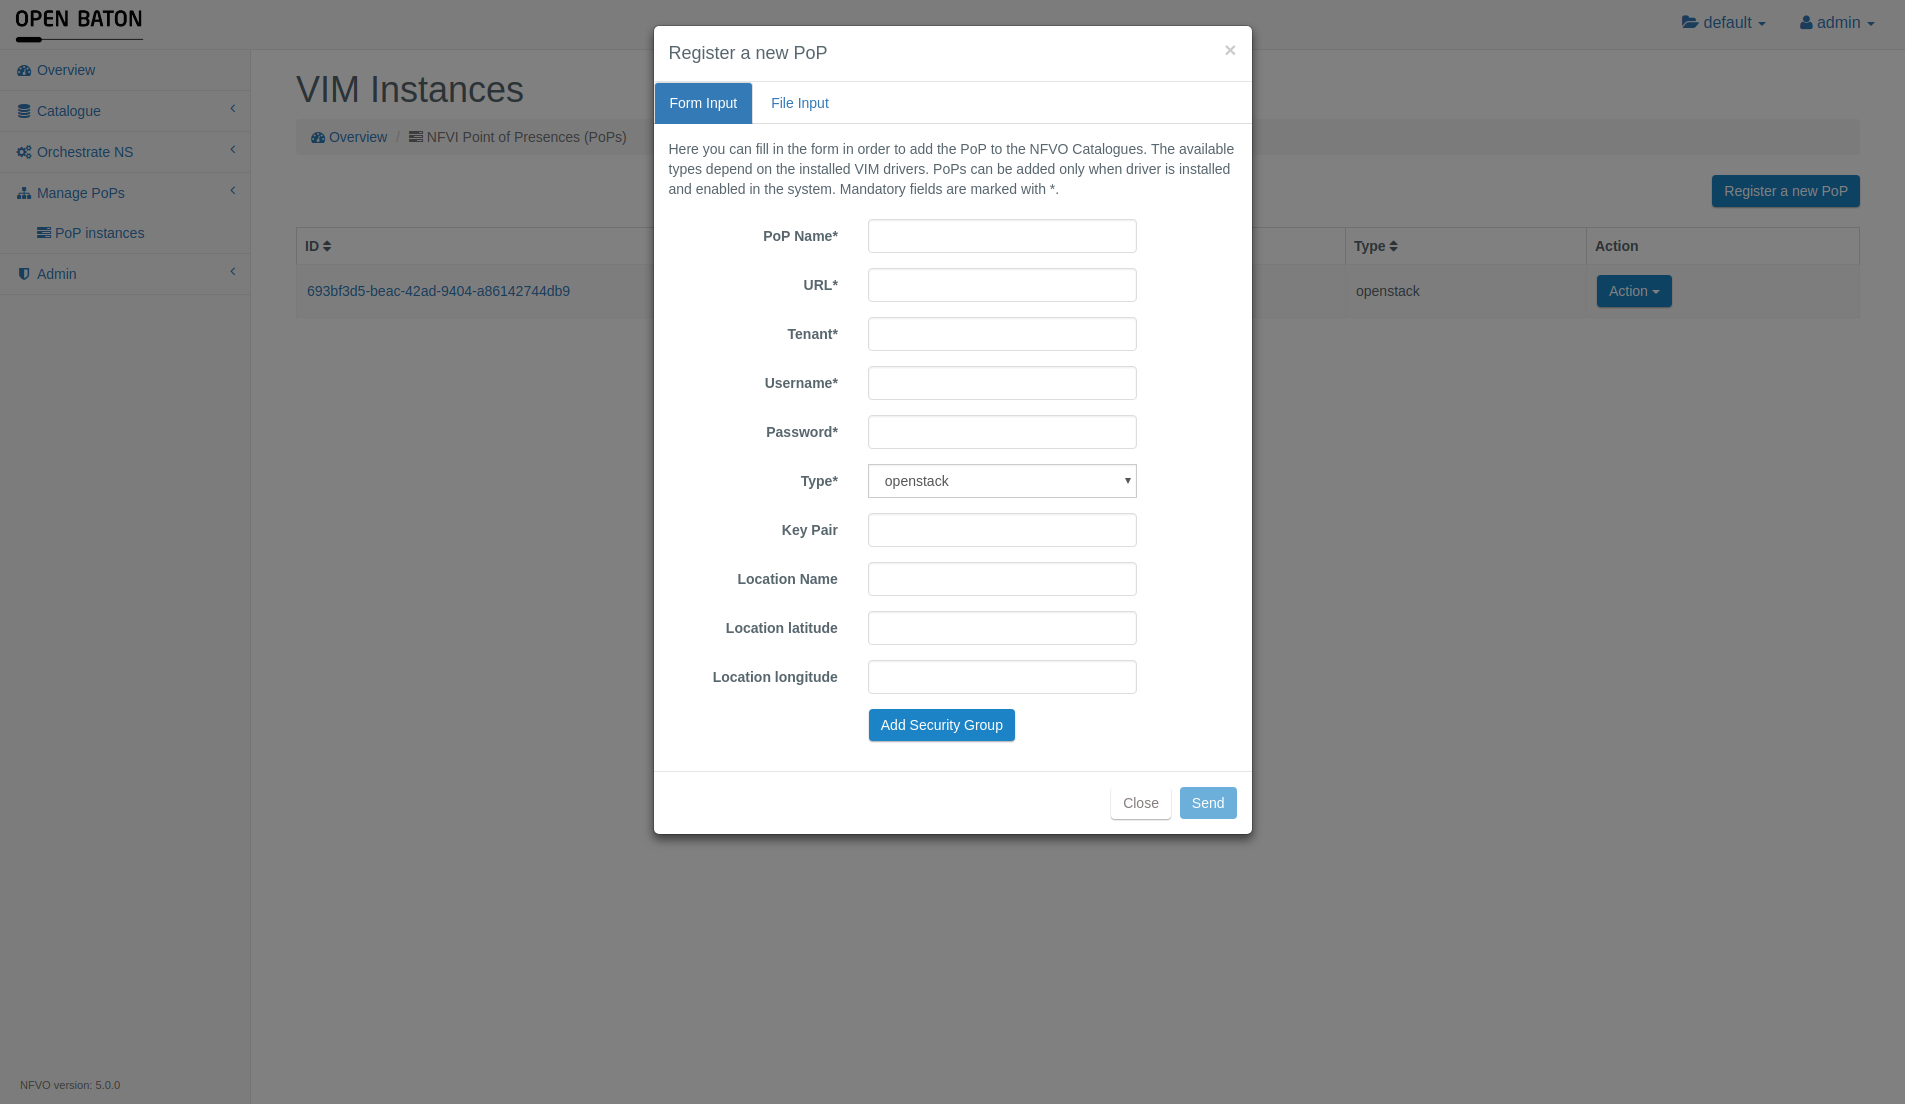 OPEN BATON
default
admin
Overview
Catalogue
Orchestrate NS
Manage PoPs
PoP instances
Admin
NFVO version: 5.0.0
VIM Instances
Overview / NFVI Point of Presences (PoPs)
Register a new PoP
ID
Type
Action
693bf3d5-beac-42ad-9404-a86142744db9
openstack
Action
Register a new PoP
×
Form Input
File Input
Here you can fill in the form in order to add the PoP to the NFVO Catalogues. The available
types depend on the installed VIM drivers. PoPs can be added only when driver is installed
and enabled in the system. Mandatory fields are marked with *.
PoP Name*
URL*
Tenant*
Username*
Password*
Type*
openstack
Key Pair
Location Name
Location latitude
Location longitude
Add Security Group
Close
Send